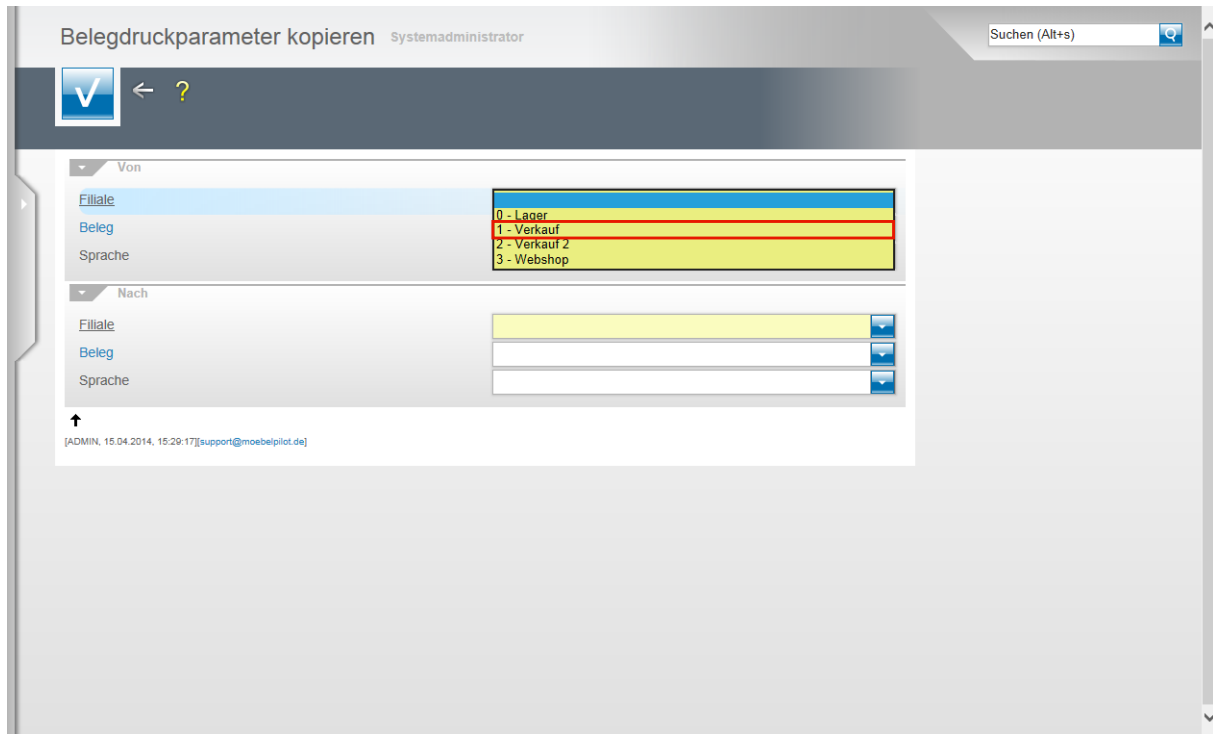 Belegdruckparameter kopieren Systemadministrator
Suchen (Alt+s)
√ ← ?
Von
Filiale
0 - Lager
Beleg
1 - Verkauf
2 - Verkauf 2
Sprache
3 - Webshop
Nach
Filiale
Beleg
Sprache
[ADMIN, 15.04.2014, 15:29:17][support@moebelpilot.de]